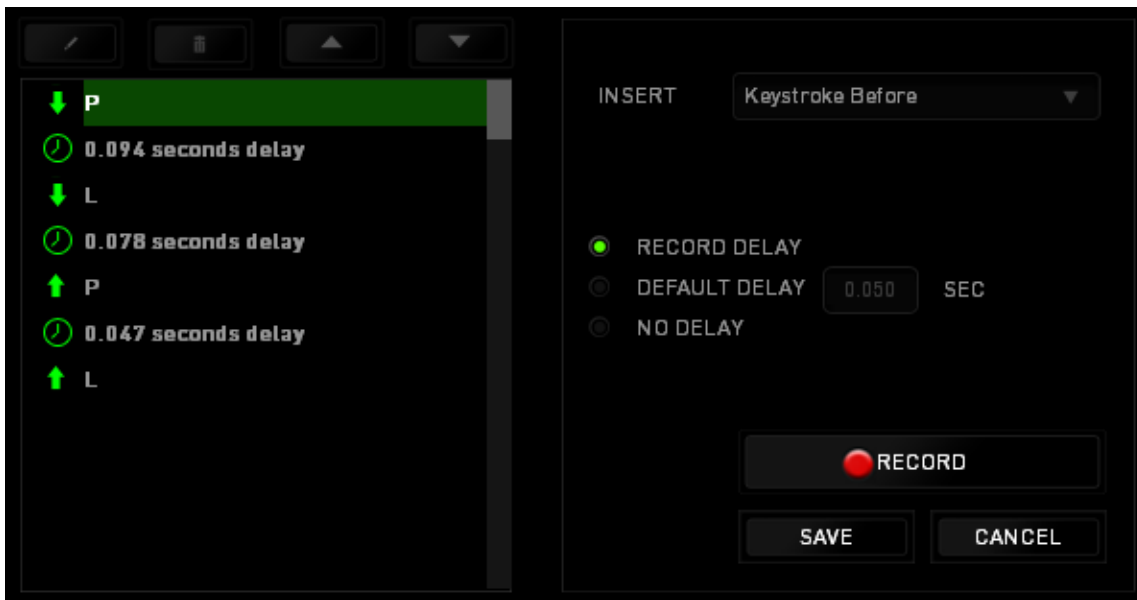 P
0.094 seconds delay
L
0.078 seconds delay
P
0.047 seconds delay
L
INSERT Keystroke Before
RECORD DELAY
DEFAULT DELAY 0.050 SEC
NO DELAY
RECORD
SAVE CANCEL